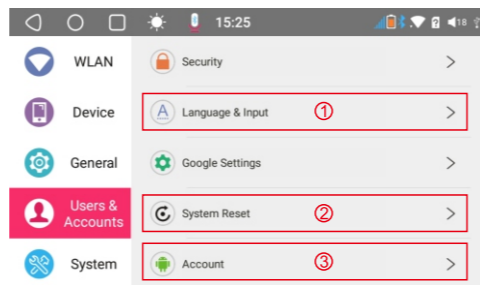 15:25
18
WLAN
Device
General
Users &
Accounts
System
Security
Language & Input ①
Google Settings
System Reset ②
Account ③